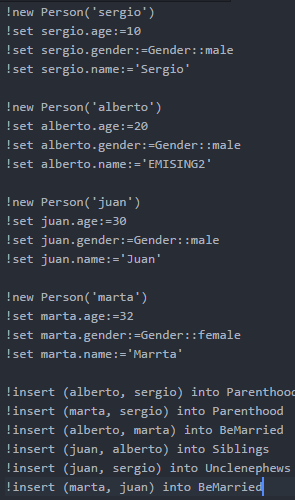 !new Person('sergio')
!set sergio.age:=10
!set sergio.gender:=Gender::male
!set sergio.name:='Sergio'
!new Person('alberto')
!set alberto.age:=20
!set alberto.gender:=Gender::male
!set alberto.name:='EMISING2'
!new Person('juan')
!set juan.age:=30
!set juan.gender:=Gender::male
!set juan.name:='Juan'
!new Person('marta')
!set marta.age:=32
!set marta.gender:=Gender::female
!set marta.name:='Marrta'
!insert (alberto, sergio) into Parenthood
!insert (marta, sergio) into Parenthood
!insert (alberto, marta) into BeMarried
!insert (juan, alberto) into Siblings
!insert (juan, sergio) into Unclenephews
!insert (marta, juan) into BeMarried